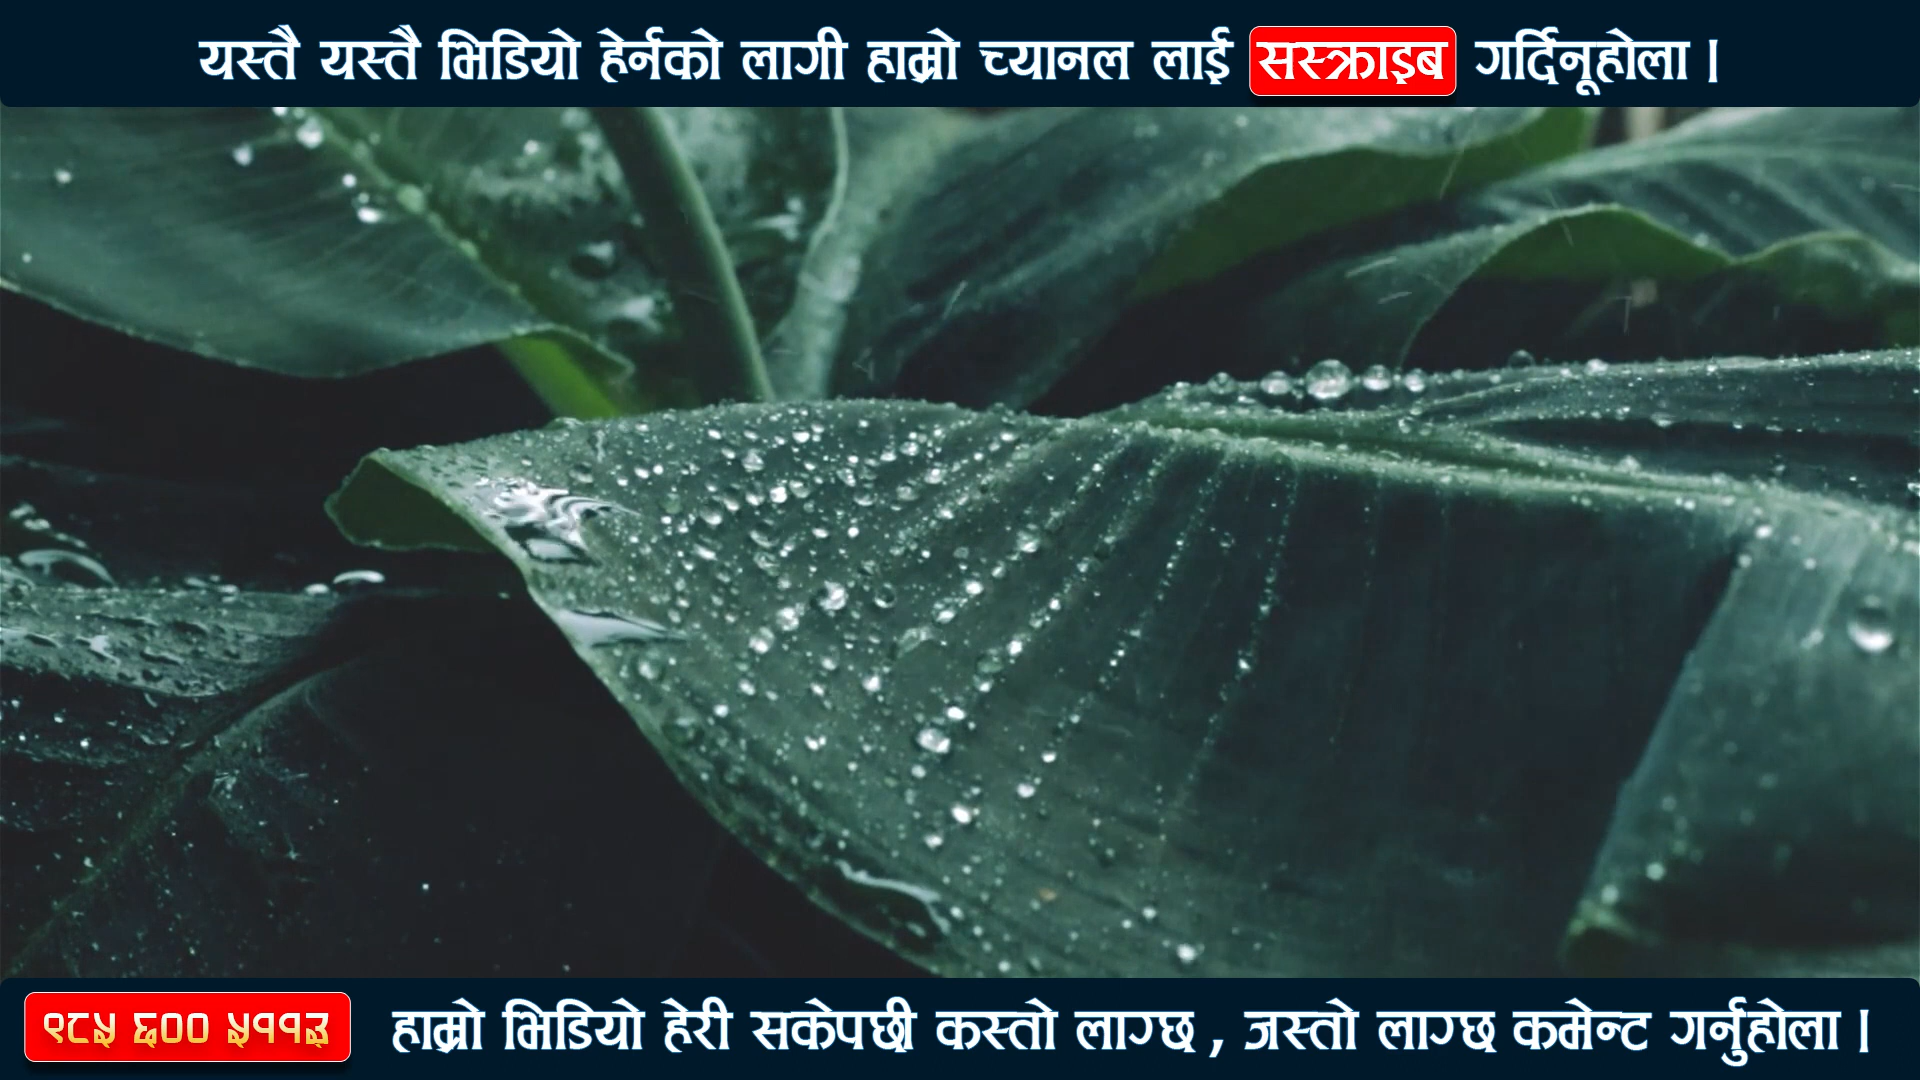 यस्तै यस्तै भिडियो हेर्नको लागी हाम्रो च्यानल लाई सस्क्राइब गर्दिनूहोला ।
९८५ ६०० ५११३ हाम्रो भिडियो हेरी सकेपछी कस्तो लाग्छ , जस्तो लाग्छ कमेन्ट गर्नुहोला ।